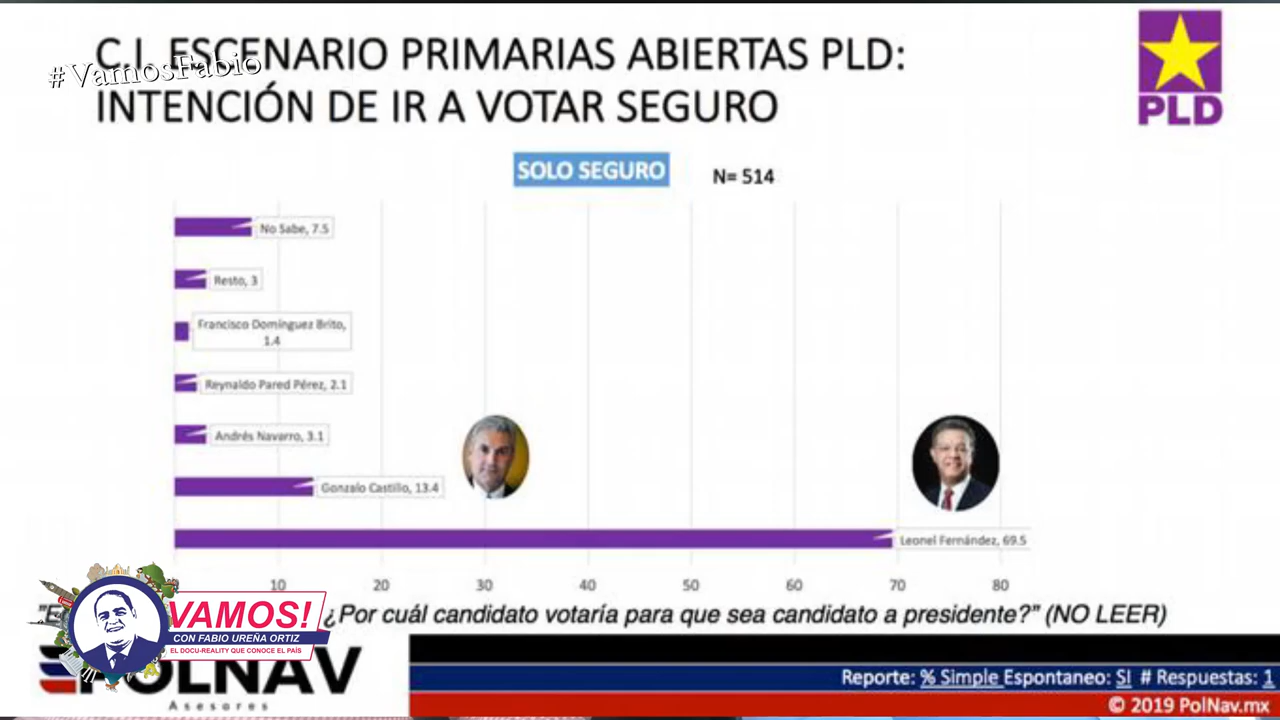 C.I. ESCENARIO PRIMARIAS ABIERTAS PLD:
#VamosFabio
INTENCIÓN DE IR A VOTAR SEGURO
PLD
SOLO SEGURO
N= 514
No Sabe, 7.5
Resto, 3
Francisco Domínguez Brito,
1.4
Reynaldo Pared Pérez, 2.1
Andrés Navarro, 3.1
Gonzalo Castillo, 13.4
Leonel Fernández, 69.5
10 20 30 40 50 60 70 80
¿Por cuál candidato votaría para que sea candidato a presidente?" (NO LEER)
VAMOS!
CON FABIO UREÑA ORTIZ
EL DOCU-REALITY QUE CONOCE EL PAÍS
POLNAV
Asesores
Reporte: % Simple Espontaneo: SI # Respuestas: 1
© 2019 PolNav.mx